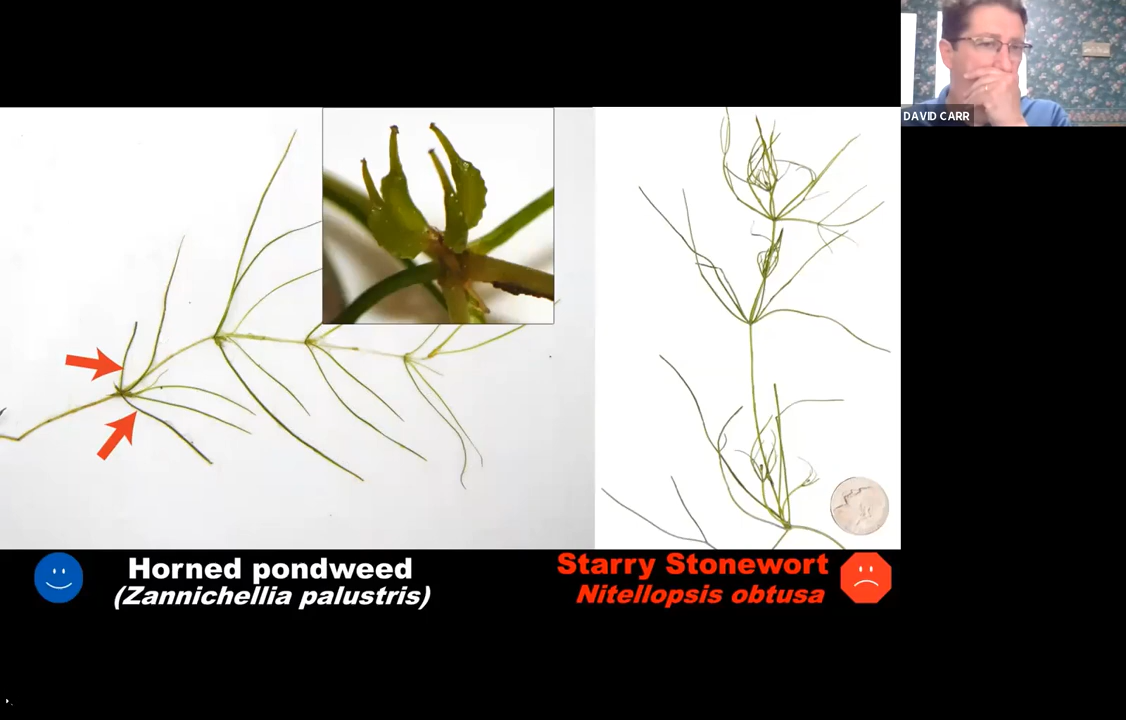 DAVID CARR
Horned pondweed
(Zannichellia palustris)
Starry Stonewort
Nitellopsis obtusa